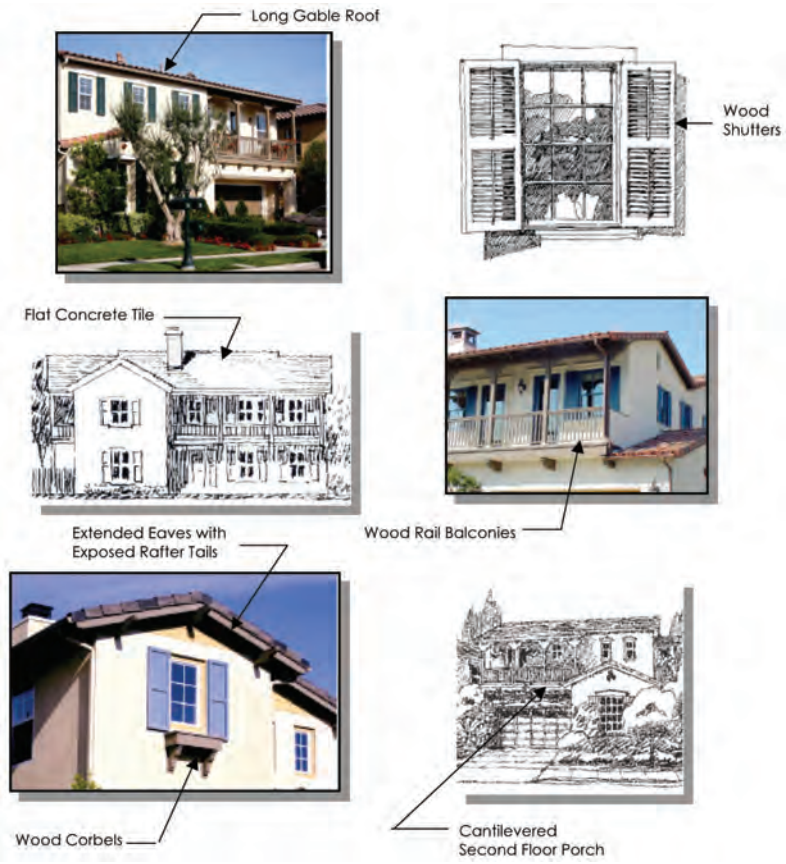 Long Gable Roof
Wood
Shutters
Flat Concrete Tile
Extended Eaves with
Exposed Rafter Tails
Wood Rail Balconies
Wood Corbels
Cantilevered
Second Floor Porch